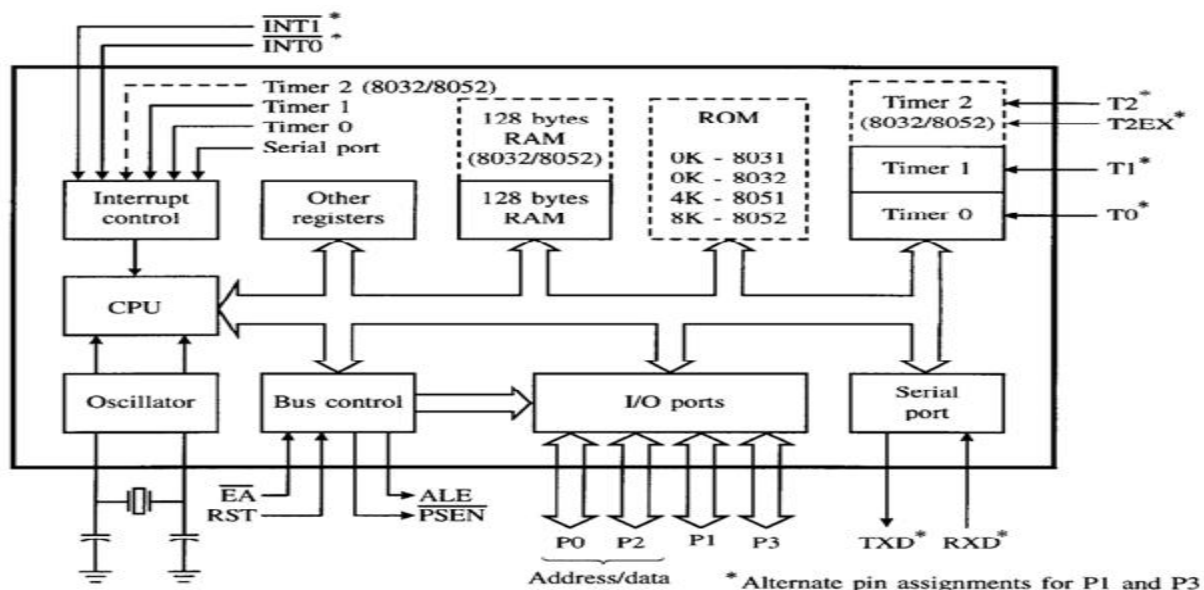 INT1*
INT0*
Timer 2 (8032/8052)
Timer 1
Timer 0
Serial port
128 bytes
RAM
(8032/8052)
128 bytes
RAM
ROM
0K - 8031
0K - 8032
4K - 8051
8K - 8052
Timer 2
(8032/8052)
Timer 1
Timer 0
T2*
T2EX*
T1*
T0*
Interrupt
control
Other
registers
CPU
Oscillator
Bus control
I/O ports
Serial
port
EA
RST
ALE
PSEN
P0 P2 P1 P3
TXD* RXD*
Address/data
*Alternate pin assignments for P1 and P3